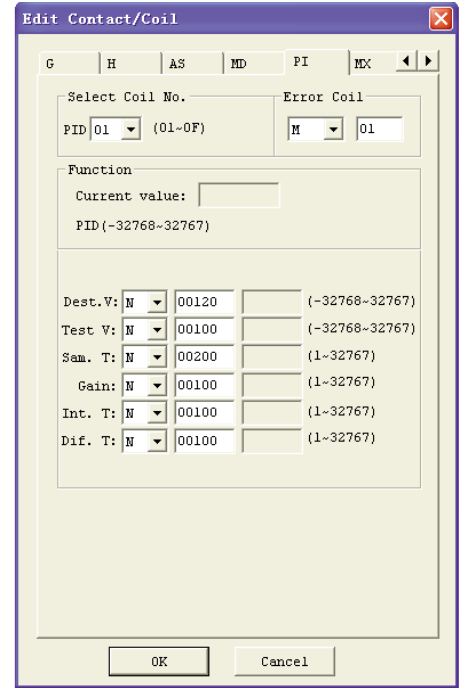 Edit Contact/Coil
G H AS MD PI MX
Select Coil No. Error Coil
PID 01 (01~0F) M 01
Function
Current value:
PID(-32768~32767)
Dest.V: N 00120 (-32768~32767)
Test V: N 00100 (-32768~32767)
Sam. T: N 00200 (1~32767)
Gain: N 00100 (1~32767)
Int. T: N 00100 (1~32767)
Dif. T: N 00100 (1~32767)
OK Cancel